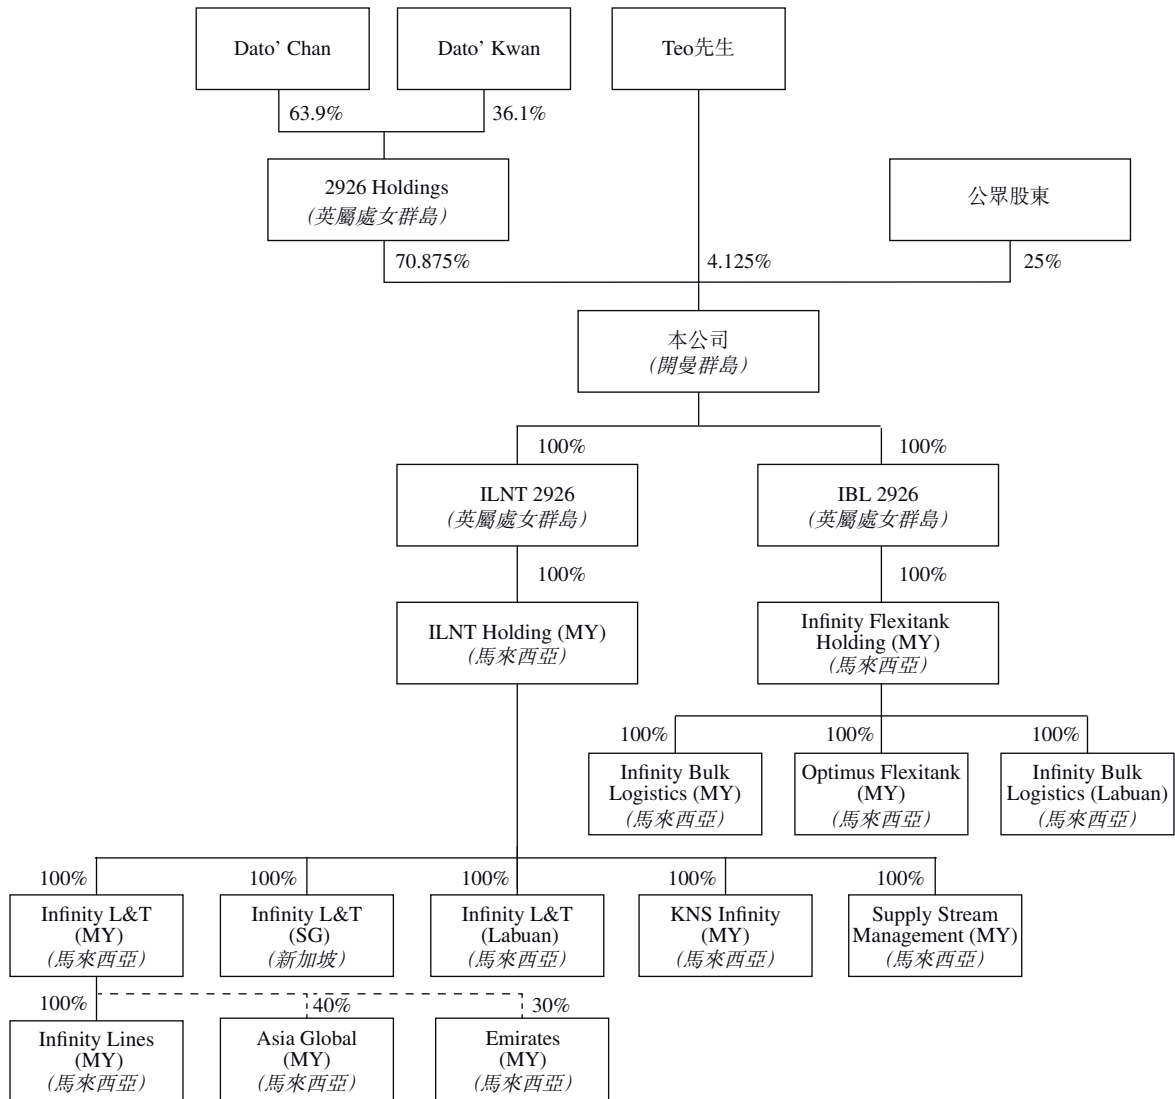 Dato’ Chan
Dato’ Kwan
Teo先生
63.9%
36.1%
2926 Holdings
（英屬處女群島）
公眾股東
70.875%
4.125%
25%
本公司
（開曼群島）
100%
100%
ILNT 2926
（英屬處女群島）
IBL 2926
（英屬處女群島）
100%
100%
ILNT Holding (MY)
（馬來西亞）
Infinity Flexitank
Holding (MY)
（馬來西亞）
100%
100%
100%
Infinity Bulk
Logistics (MY)
（馬來西亞）
Optimus Flexitank
(MY)
（馬來西亞）
Infinity Bulk
Logistics (Labuan)
（馬來西亞）
100%
100%
100%
100%
100%
Infinity L&T
(MY)
（馬來西亞）
Infinity L&T
(SG)
（新加坡）
Infinity L&T
(Labuan)
（馬來西亞）
KNS Infinity
(MY)
（馬來西亞）
Supply Stream
Management (MY)
（馬來西亞）
100%
40%
30%
Infinity Lines
(MY)
（馬來西亞）
Asia Global
(MY)
（馬來西亞）
Emirates
(MY)
（馬來西亞）